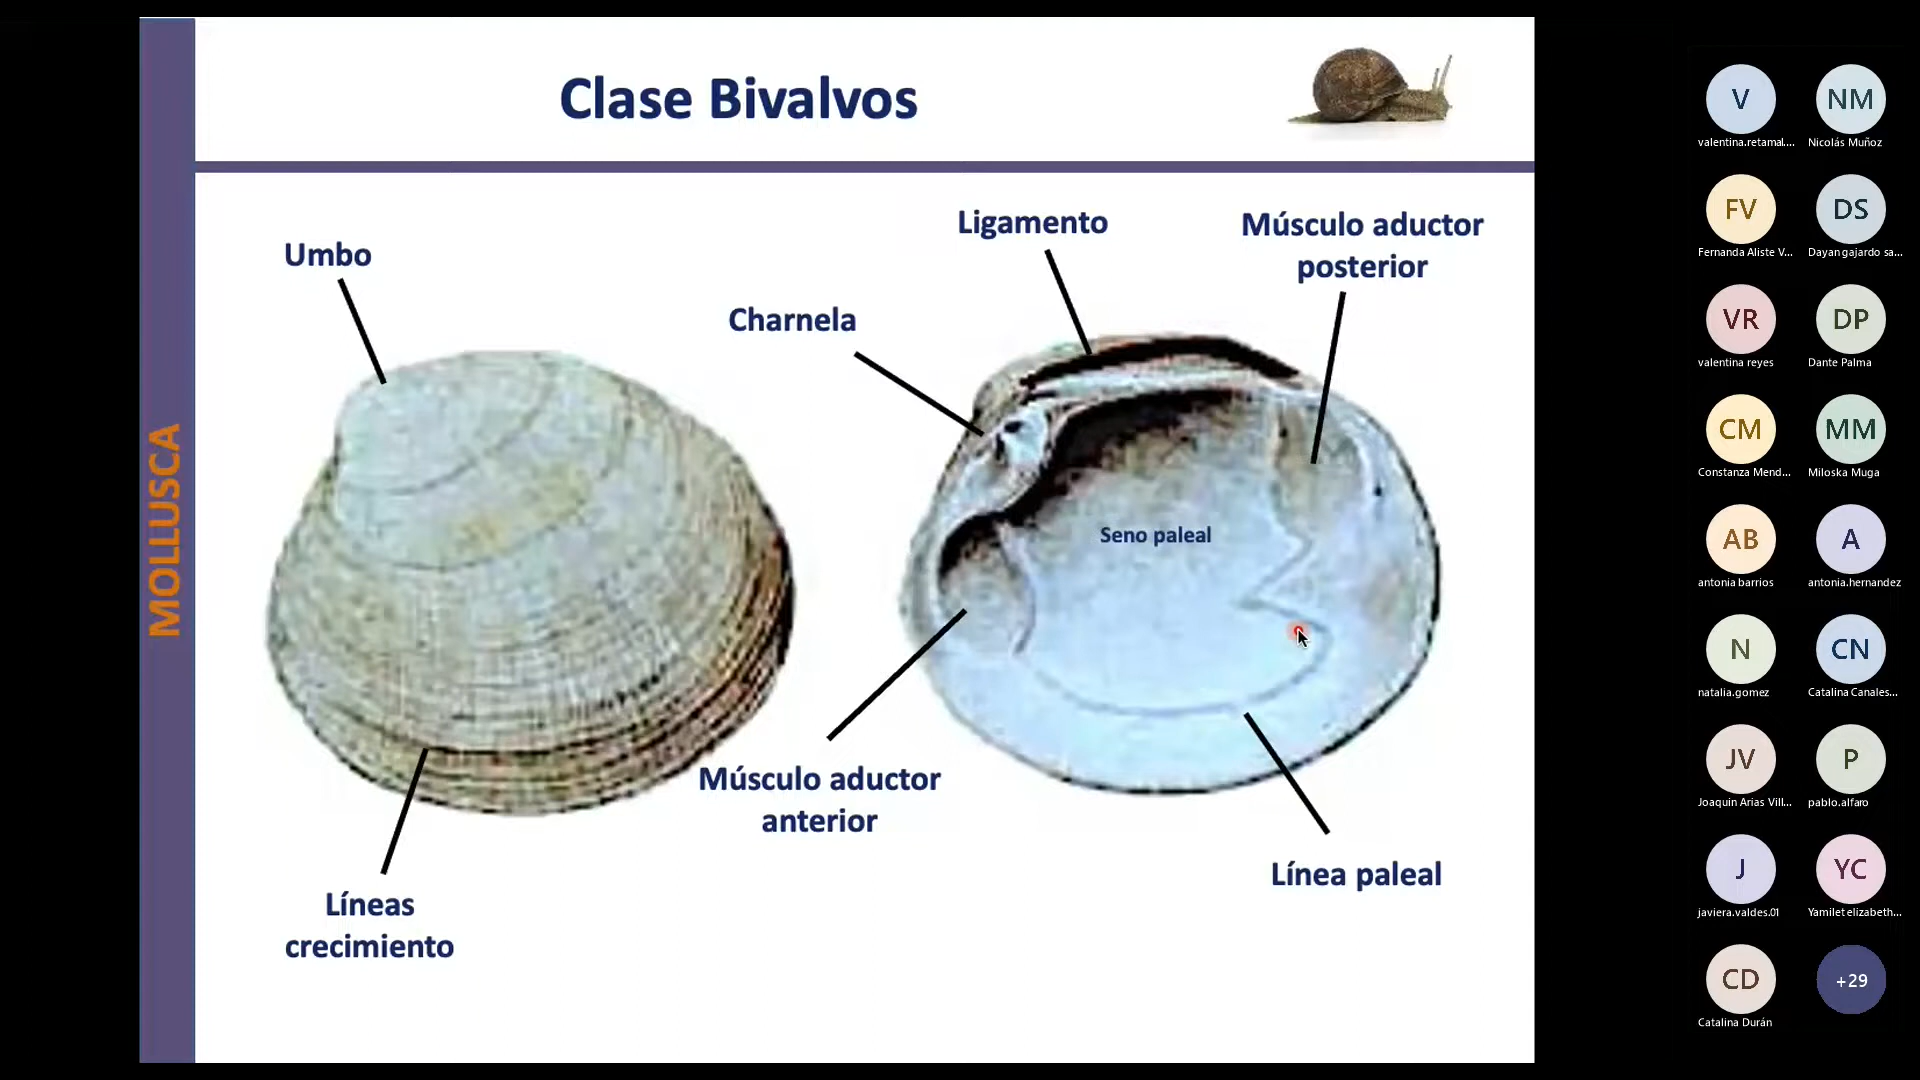 Clase Bivalvos
MOLLUSCA
Umbo
Ligamento
Músculo aductor
posterior
Charnela
Seno paleal
Músculo aductor
anterior
Línea paleal
Líneas
crecimiento
V
valentina.retamal....
NM
Nicolás Muñoz
FV
Fernanda Aliste V...
DS
Dayan gajardo sa...
VR
valentina reyes
DP
Dante Palma
CM
Constanza Mend...
MM
Miloska Muga
AB
antonia barrios
A
antonia.hernandez
N
natalia.gomez
CN
Catalina Canales...
JV
Joaquin Arias Vill...
P
pablo.alfaro
J
javiera.valdes.01
YC
Yamilet elizabeth...
CD
Catalina Durán
+29